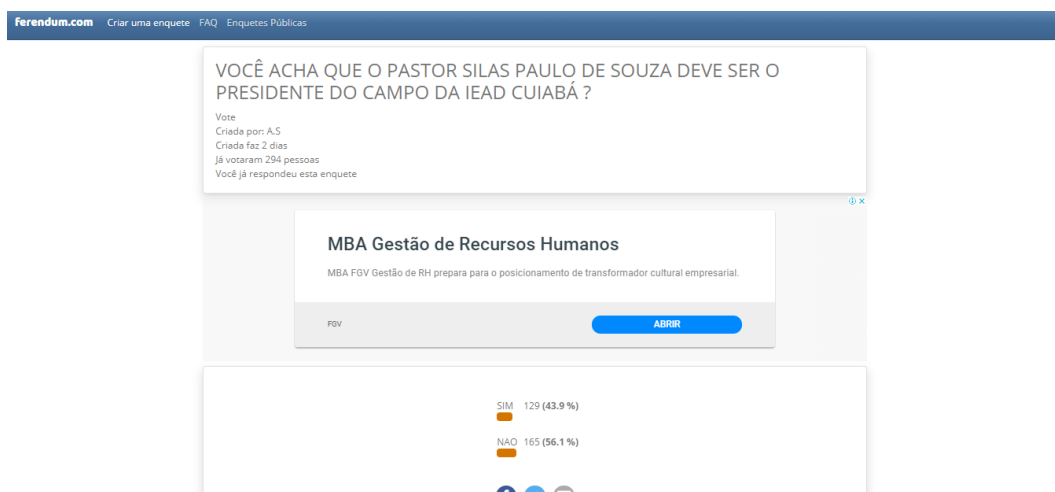 ferendum.com Criar uma enquete FAQ Enquetes Públicas
VOCÊ ACHA QUE O PASTOR SILAS PAULO DE SOUZA DEVE SER O
PRESIDENTE DO CAMPO DA IEAD CUIABÁ ?
Vote
Criada por: A.S
Criada faz 2 dias
Já votaram 294 pessoas
Você já respondeu esta enquete
MBA Gestão de Recursos Humanos
MBA FGV Gestão de RH prepara para o posicionamento de transformador cultural empresarial.
FGV ABRIR
SIM 129 (43.9 %)
NAO 165 (56.1 %)